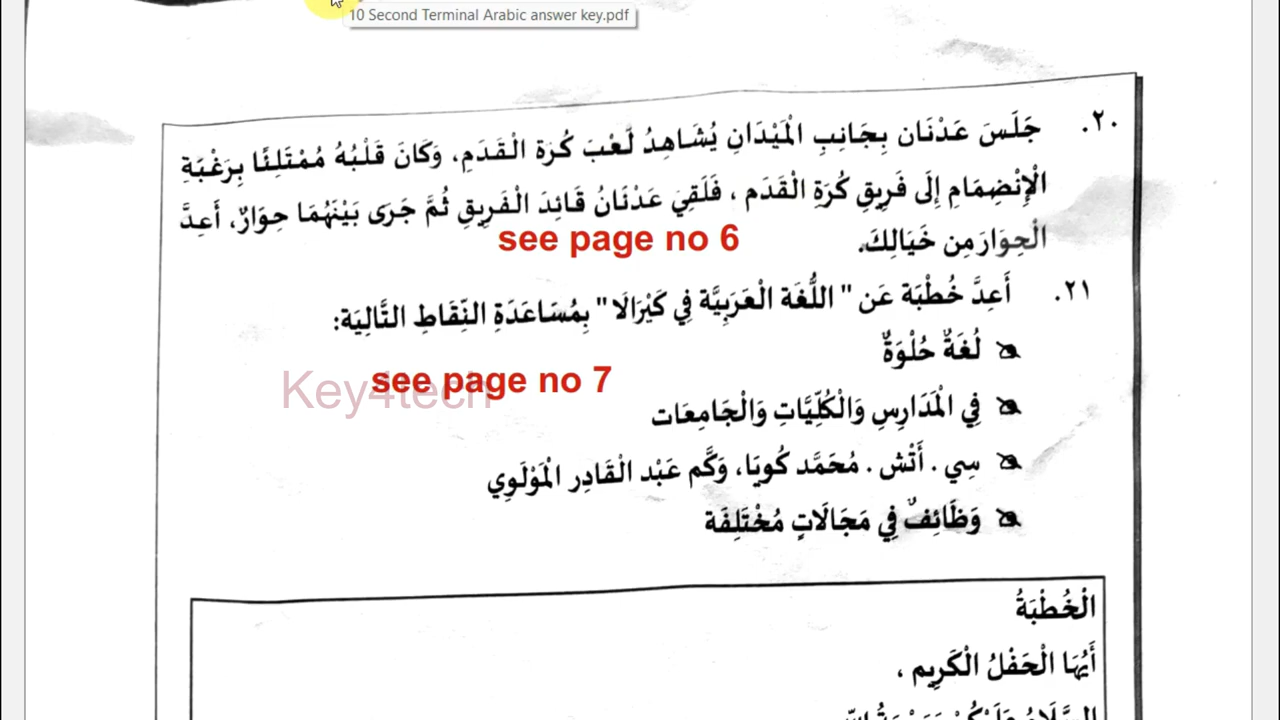 10 Second Terminal Arabic answer key.pdf
٢٠. جَلَسَ عَدْنَان بِجَانِبِ الْمَيْدَانِ يُشَاهِدُ لَعْبَ كُرَة الْقَدَمِ، وَكَانَ قَلْبُهُ مُمْتَلِئًا بِرَغْبَةِ
الْإِنْضِمَامِ إِلَى فَرِيقِ كُرَةِ الْقَدَم ، فَلَقِيَ عَدْنَانُ قَائِدَ الْفَرِيقِ ثُمَّ جَرَى بَيْنَهُمَا حِوَارٌ، أَعِدَّ
الْحِوَارَ مِن خَيَالِكَ.
see page no 6
٢١. أَعِدَّ خُطْبَة عَن " اللُّغَة الْعَرَبِيَّة فِي كَيْرَالَا " بِمُسَاعَدَةِ النِّقَاطِ التَّالِيَة:
لُغَةٌ حُلْوَةٌ
Key4tech
see page no 7
فِي الْمَدَارِسِ وَالْكُلِّيَّاتِ وَالْجَامِعَات
سِي . أَتْش . مُحَمَّد كُويَا، وَكَّم عَبْد الْقَادِر الْمَوْلَوِي
وَظَائِفٌ فِي مَجَالَاتٍ مُخْتَلِفَة
الْخُطْبَةُ
أَيُّهَا الْحَفْلُ الْكَرِيم ،